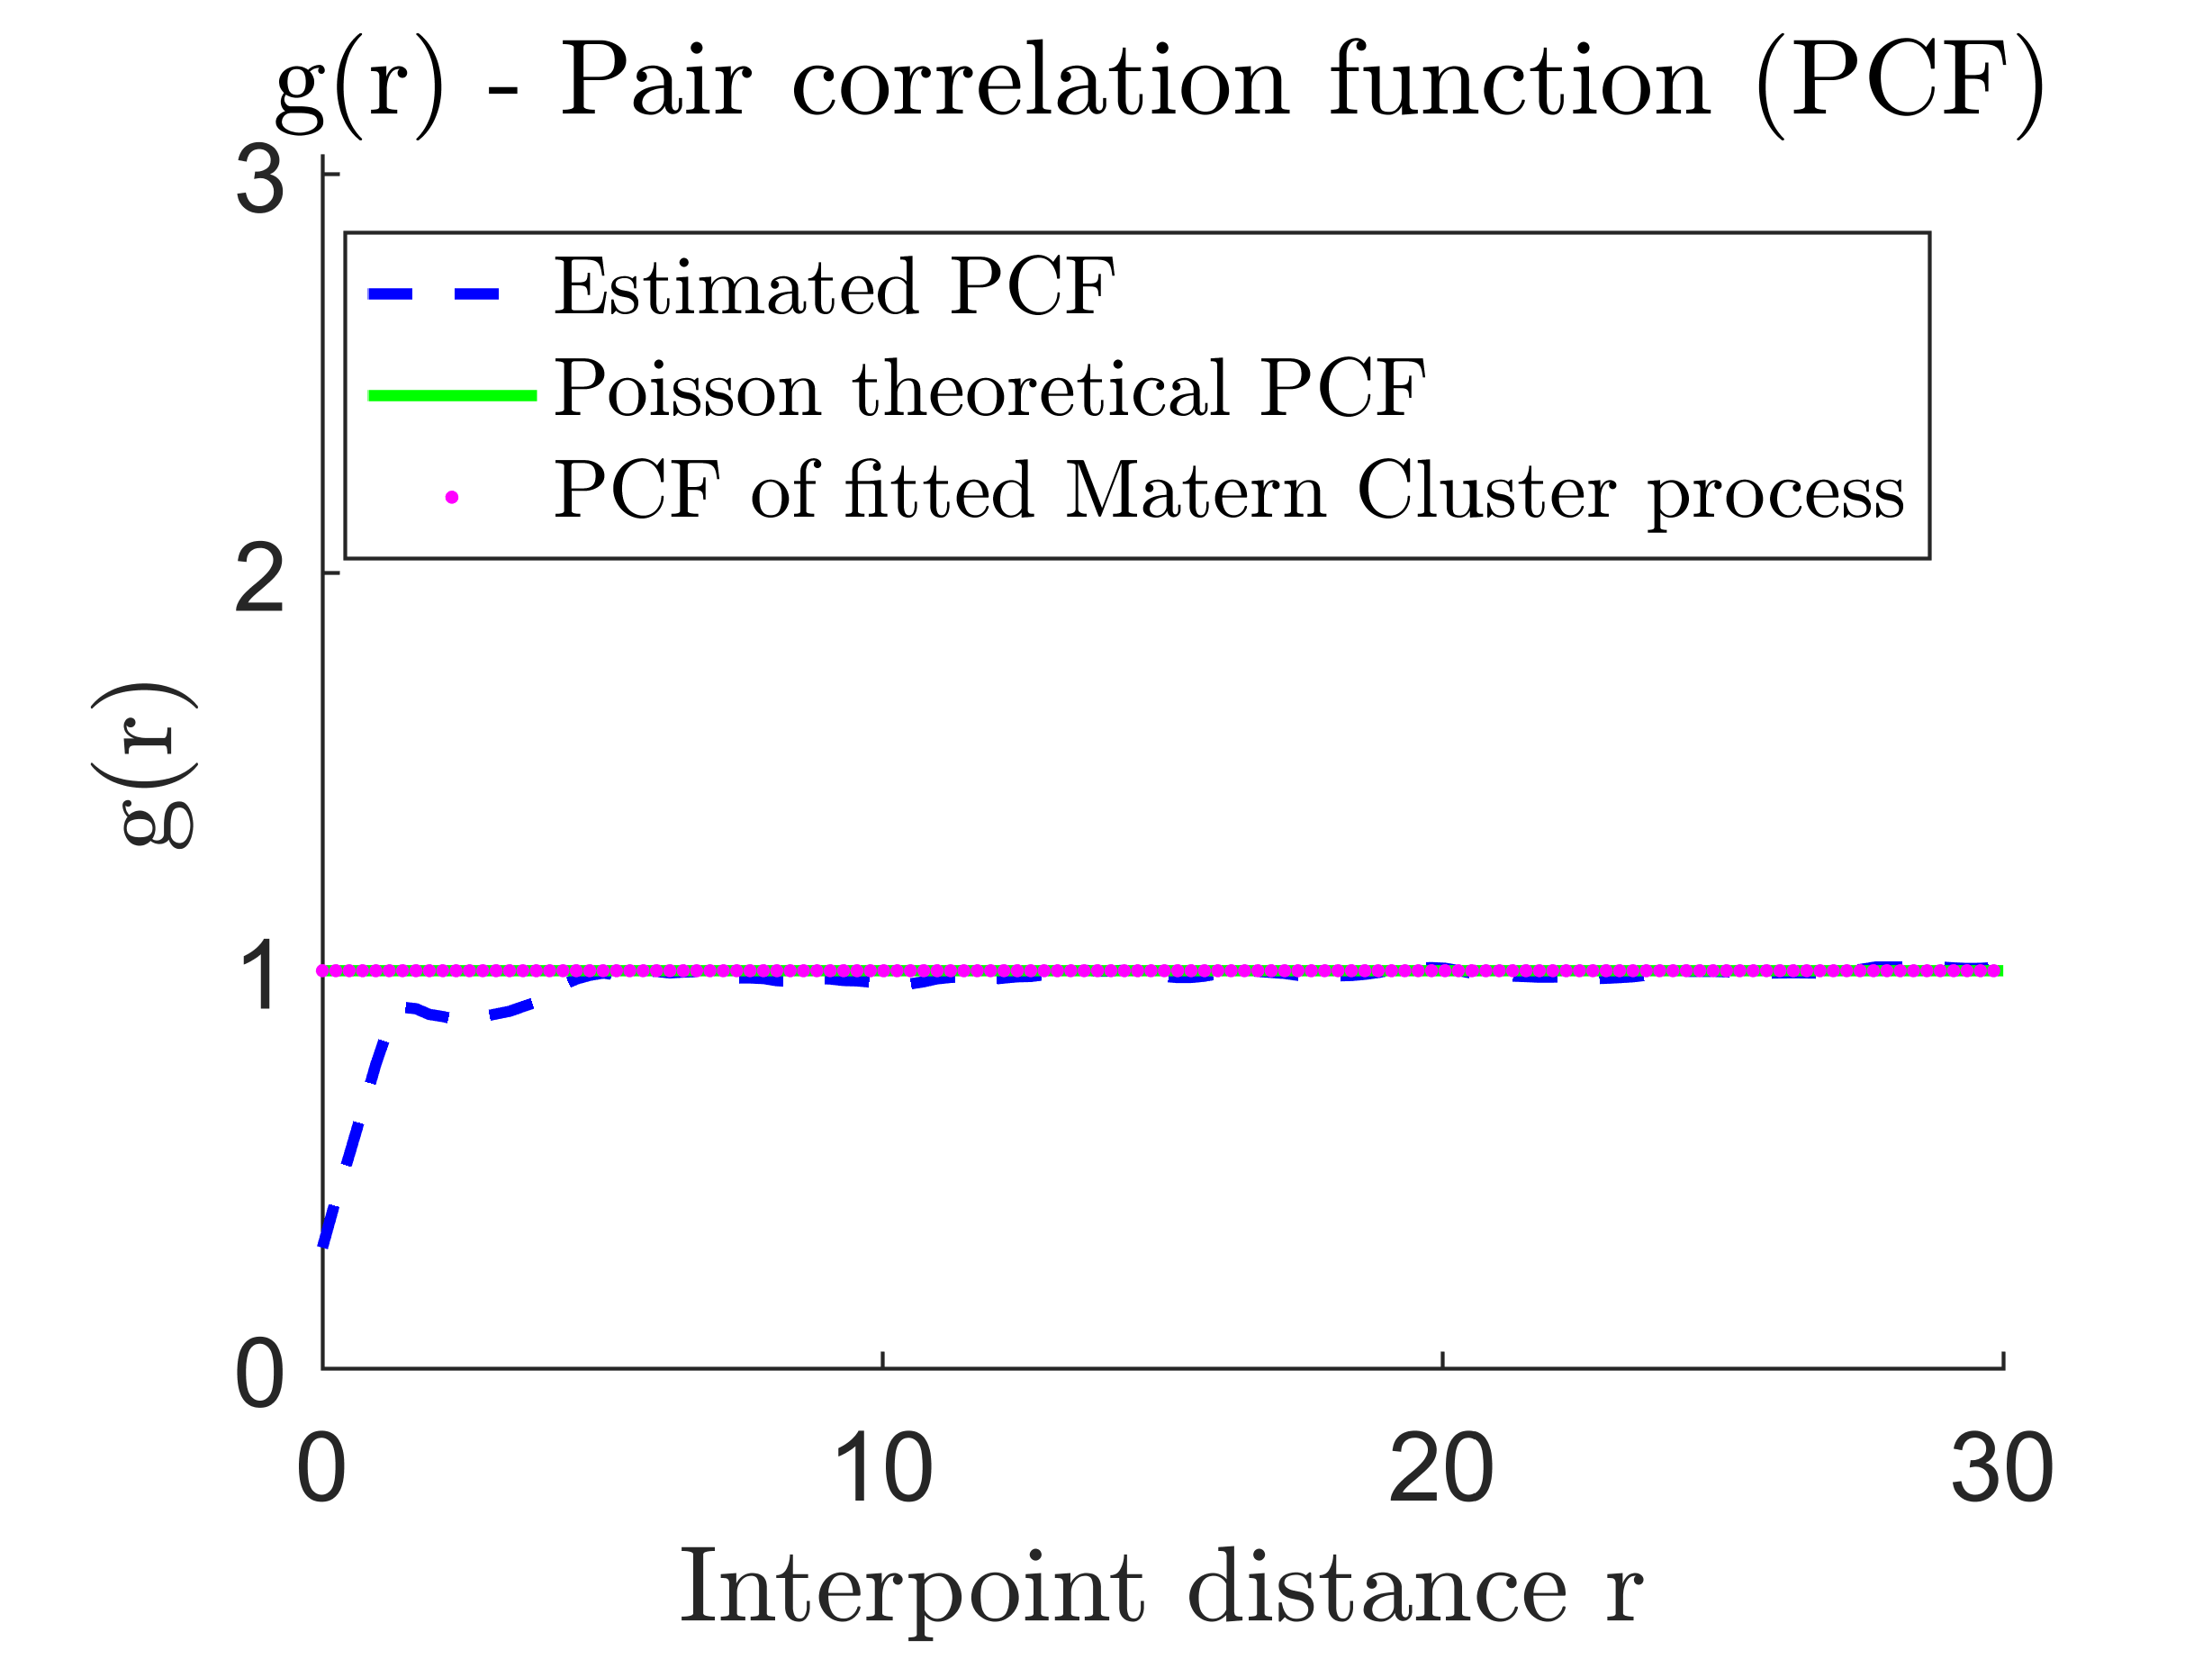 g(r) - Pair correlation function (PCF)
3
Estimated PCF
Poisson theoretical PCF
PCF of fitted Matern Cluster process
2
g(r)
1
0
0 10 20 30
Interpoint distance r